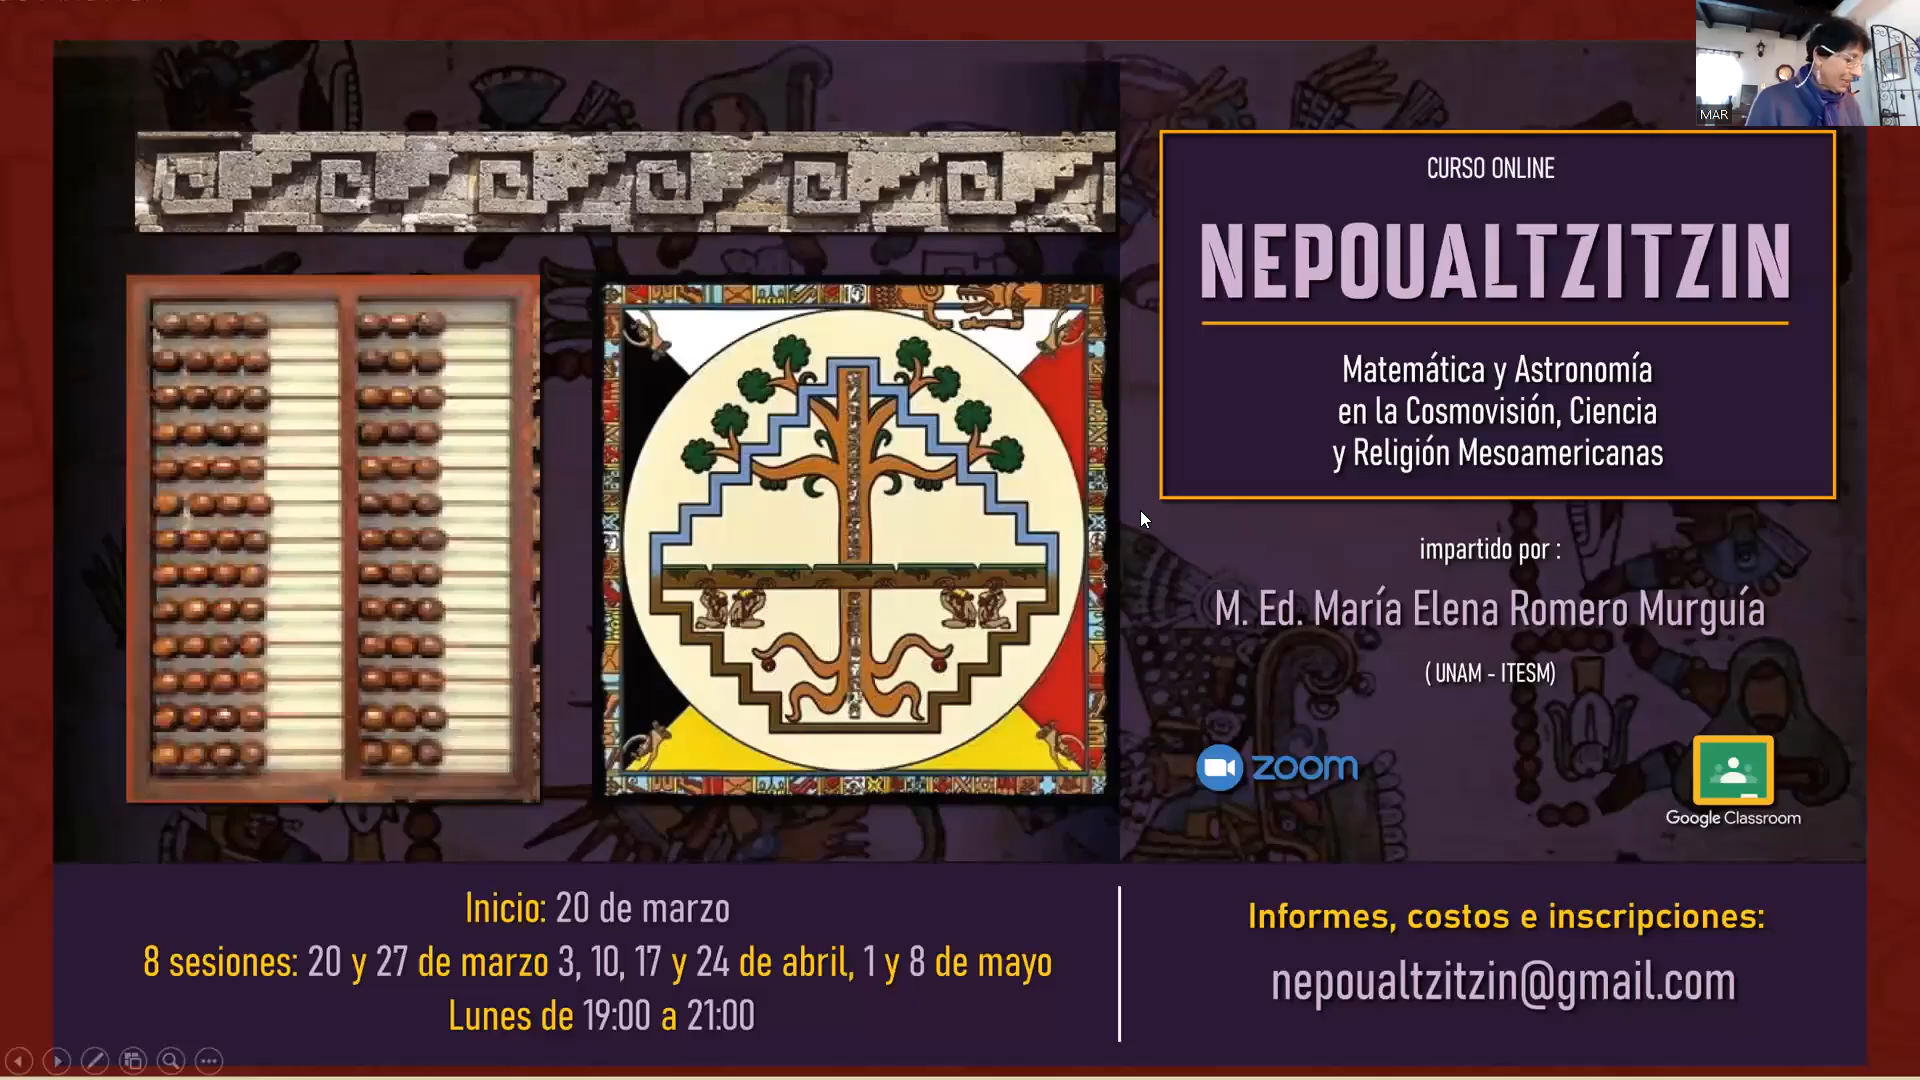 MAR
CURSO ONLINE
NEPOUALTZITZIN
Matemática y Astronomía
en la Cosmovisión, Ciencia
y Religión Mesoamericanas
impartido por :
M. Ed. María Elena Romero Murguía
( UNAM - ITESM)
zoom
Google Classroom
Inicio: 20 de marzo
8 sesiones: 20 y 27 de marzo 3, 10, 17 y 24 de abril, 1 y 8 de mayo
Lunes de 19:00 a 21:00
Informes, costos e inscripciones:
nepoualtzitzin@gmail.com